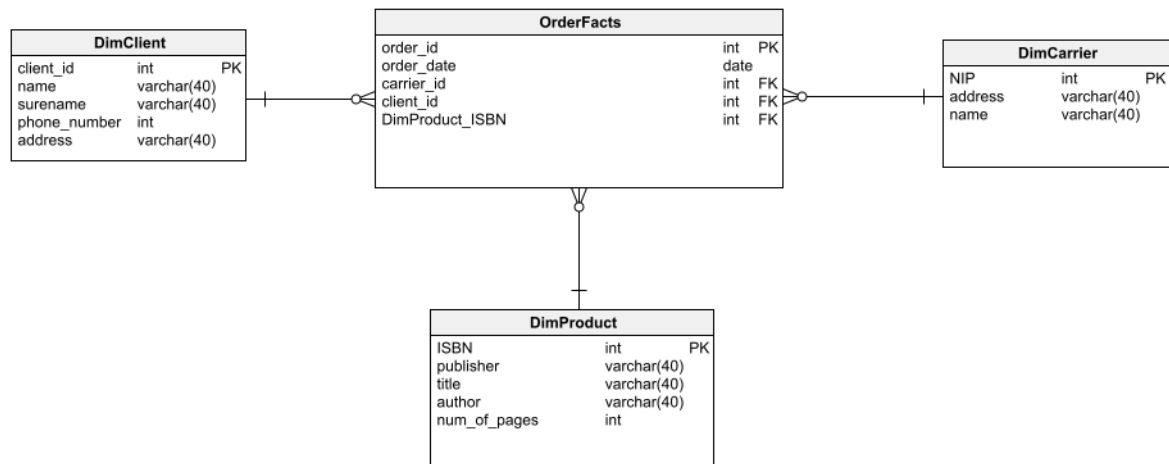 DimClient
client_id int PK
name varchar(40)
surename varchar(40)
phone_number int
address varchar(40)
OrderFacts
order_id int PK
order_date date
carrier_id int FK
client_id int FK
DimProduct_ISBN int FK
DimCarrier
NIP int PK
address varchar(40)
name varchar(40)
DimProduct
ISBN int PK
publisher varchar(40)
title varchar(40)
author varchar(40)
num_of_pages int